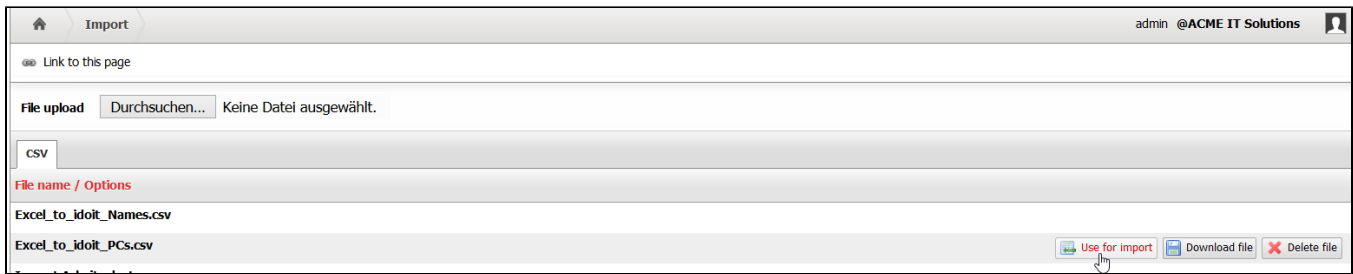 Import
admin @ACME IT Solutions
Link to this page
File upload Durchsuchen... Keine Datei ausgewählt.
CSV
File name / Options
Excel_to_idoit_Names.csv
Excel_to_idoit_PCs.csv Use for import Download file Delete file